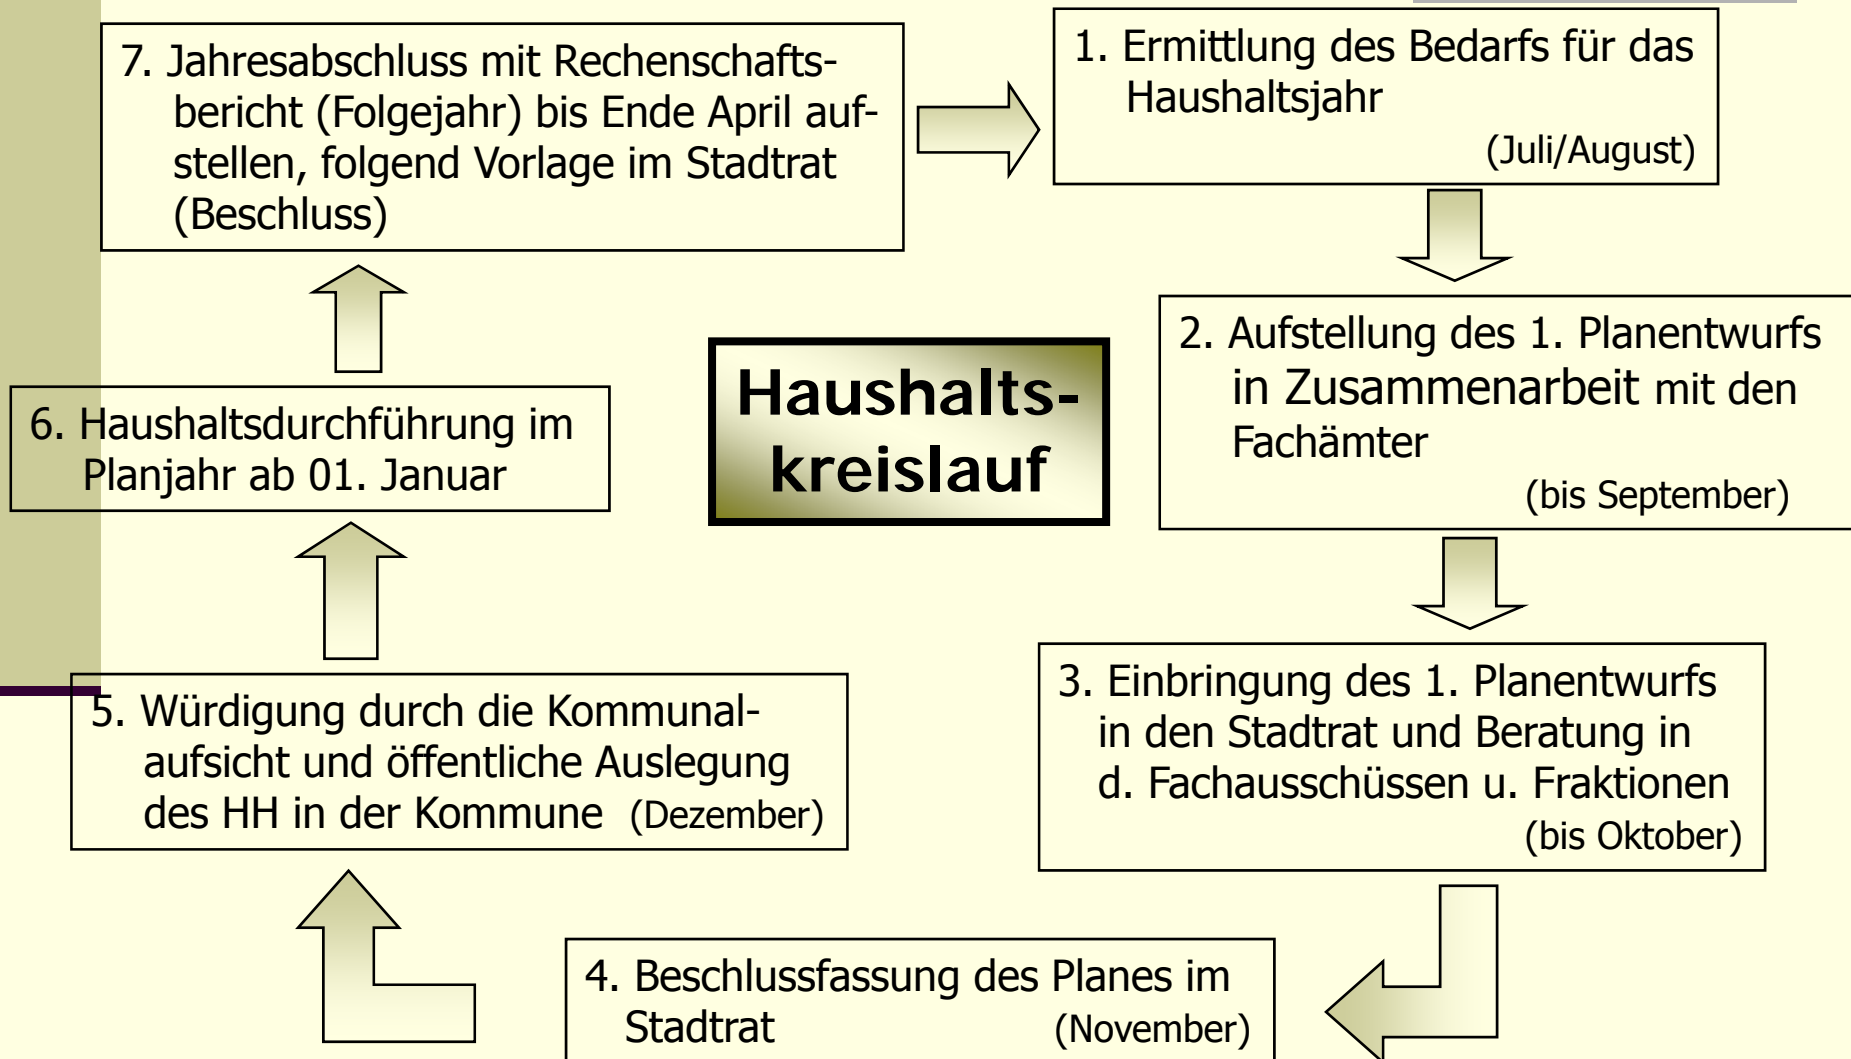 7. Jahresabschluss mit Rechenschafts-
bericht (Folgejahr) bis Ende April auf-
stellen, folgend Vorlage im Stadtrat
(Beschluss)
1. Ermittlung des Bedarfs für das
Haushaltsjahr
(Juli/August)
2. Aufstellung des 1. Planentwurfs
in Zusammenarbeit mit den
Fachämter
(bis September)
Haushalts-
kreislauf
6. Haushaltsdurchführung im
Planjahr ab 01. Januar
3. Einbringung des 1. Planentwurfs
in den Stadtrat und Beratung in
d. Fachausschüssen u. Fraktionen
(bis Oktober)
5. Würdigung durch die Kommunal-
aufsicht und öffentliche Auslegung
des HH in der Kommune (Dezember)
4. Beschlussfassung des Planes im
Stadtrat (November)